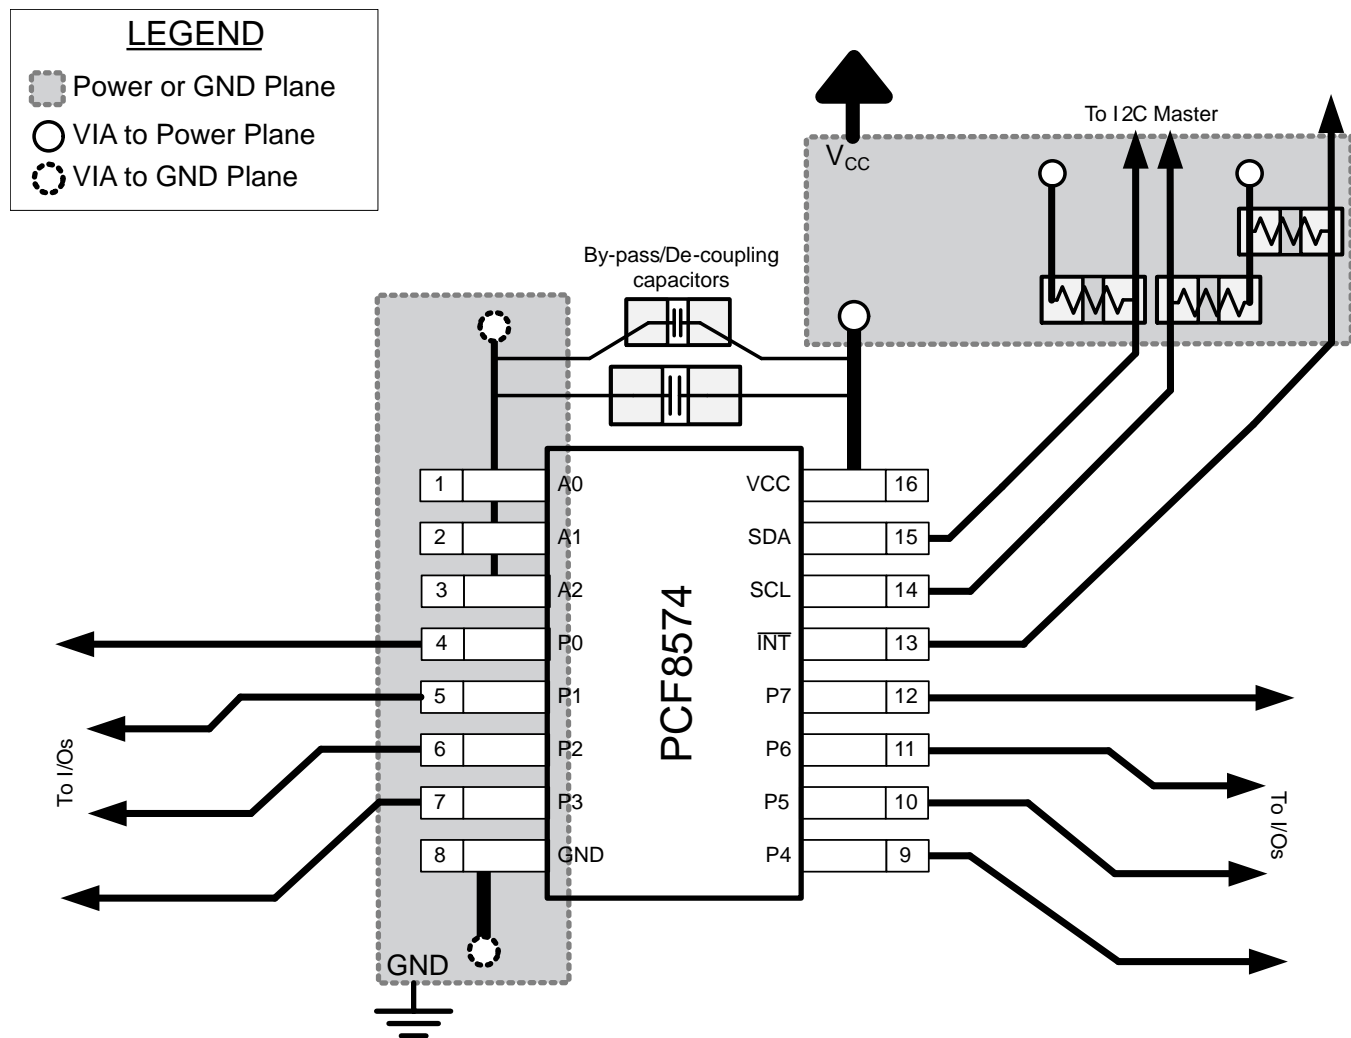 LEGEND
Power or GND Plane
VIA to Power Plane
VIA to GND Plane
To I2C Master
VCC
By-pass/De-coupling
capacitors
1 A0 VCC 16
2 A1 SDA 15
3 A2 SCL 14
4 P0 INT 13
5 P1 P7 12
6 P2 P6 11
7 P3 P5 10
8 GND P4 9
PCF8574
To I/Os
To I/Os
GND